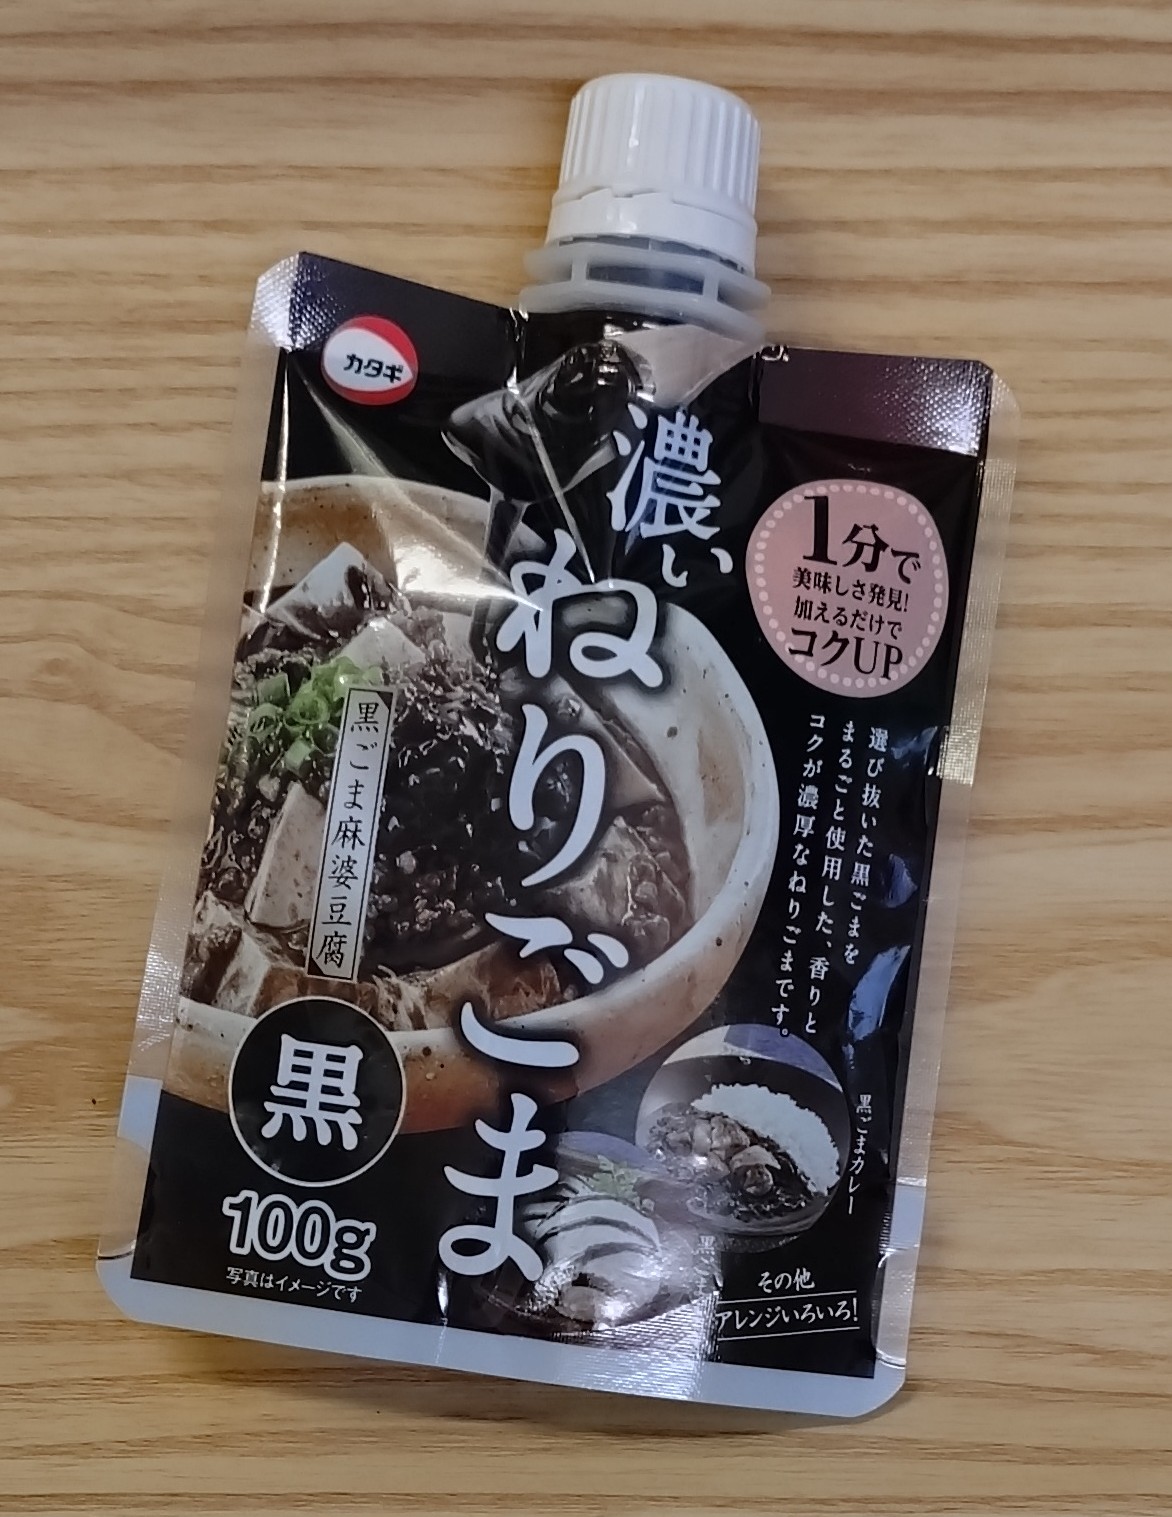 カタギ
濃い
ねりごま
1分で
美味しさ発見!
加えるだけで
コクUP
選び抜いた黒ごまを
まるごと使用した、香りと
コクが濃厚なねりごまです。
黒ごま麻婆豆腐
黒
100g
写真はイメージです
黒ごまカレー
その他
アレンジいろいろ!